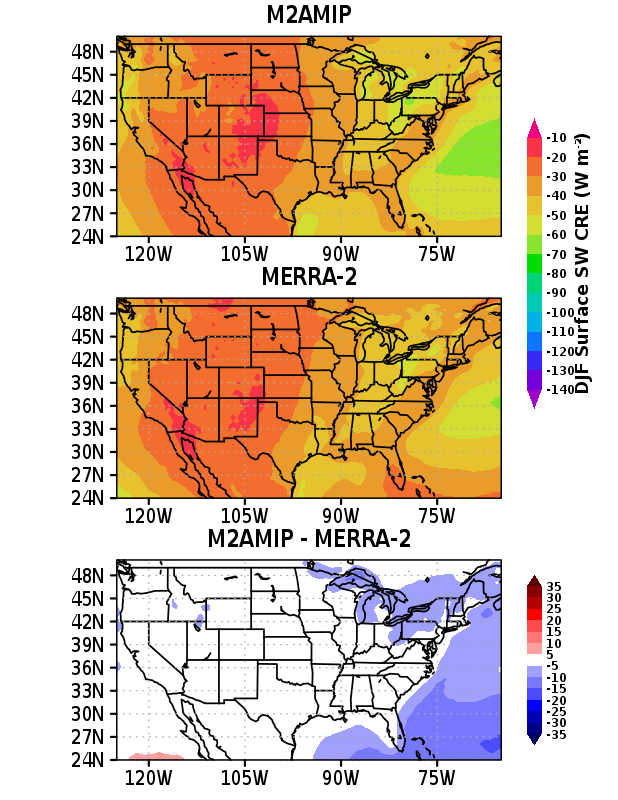 M2AMIP
48N
45N
42N
39N
36N
33N
30N
27N
24N
120W 105W 90W 75W
MERRA-2
48N
45N
42N
39N
36N
33N
30N
27N
24N
120W 105W 90W 75W
M2AMIP - MERRA-2
48N
45N
42N
39N
36N
33N
30N
27N
24N
120W 105W 90W 75W
-10
-20
-30
-40
-50
-60
-70
-80
-90
-100
-110
-120
-130
-140
DJF Surface SW CRE (W m⁻²)
35
30
25
20
15
10
5
-5
-10
-15
-20
-25
-30
-35